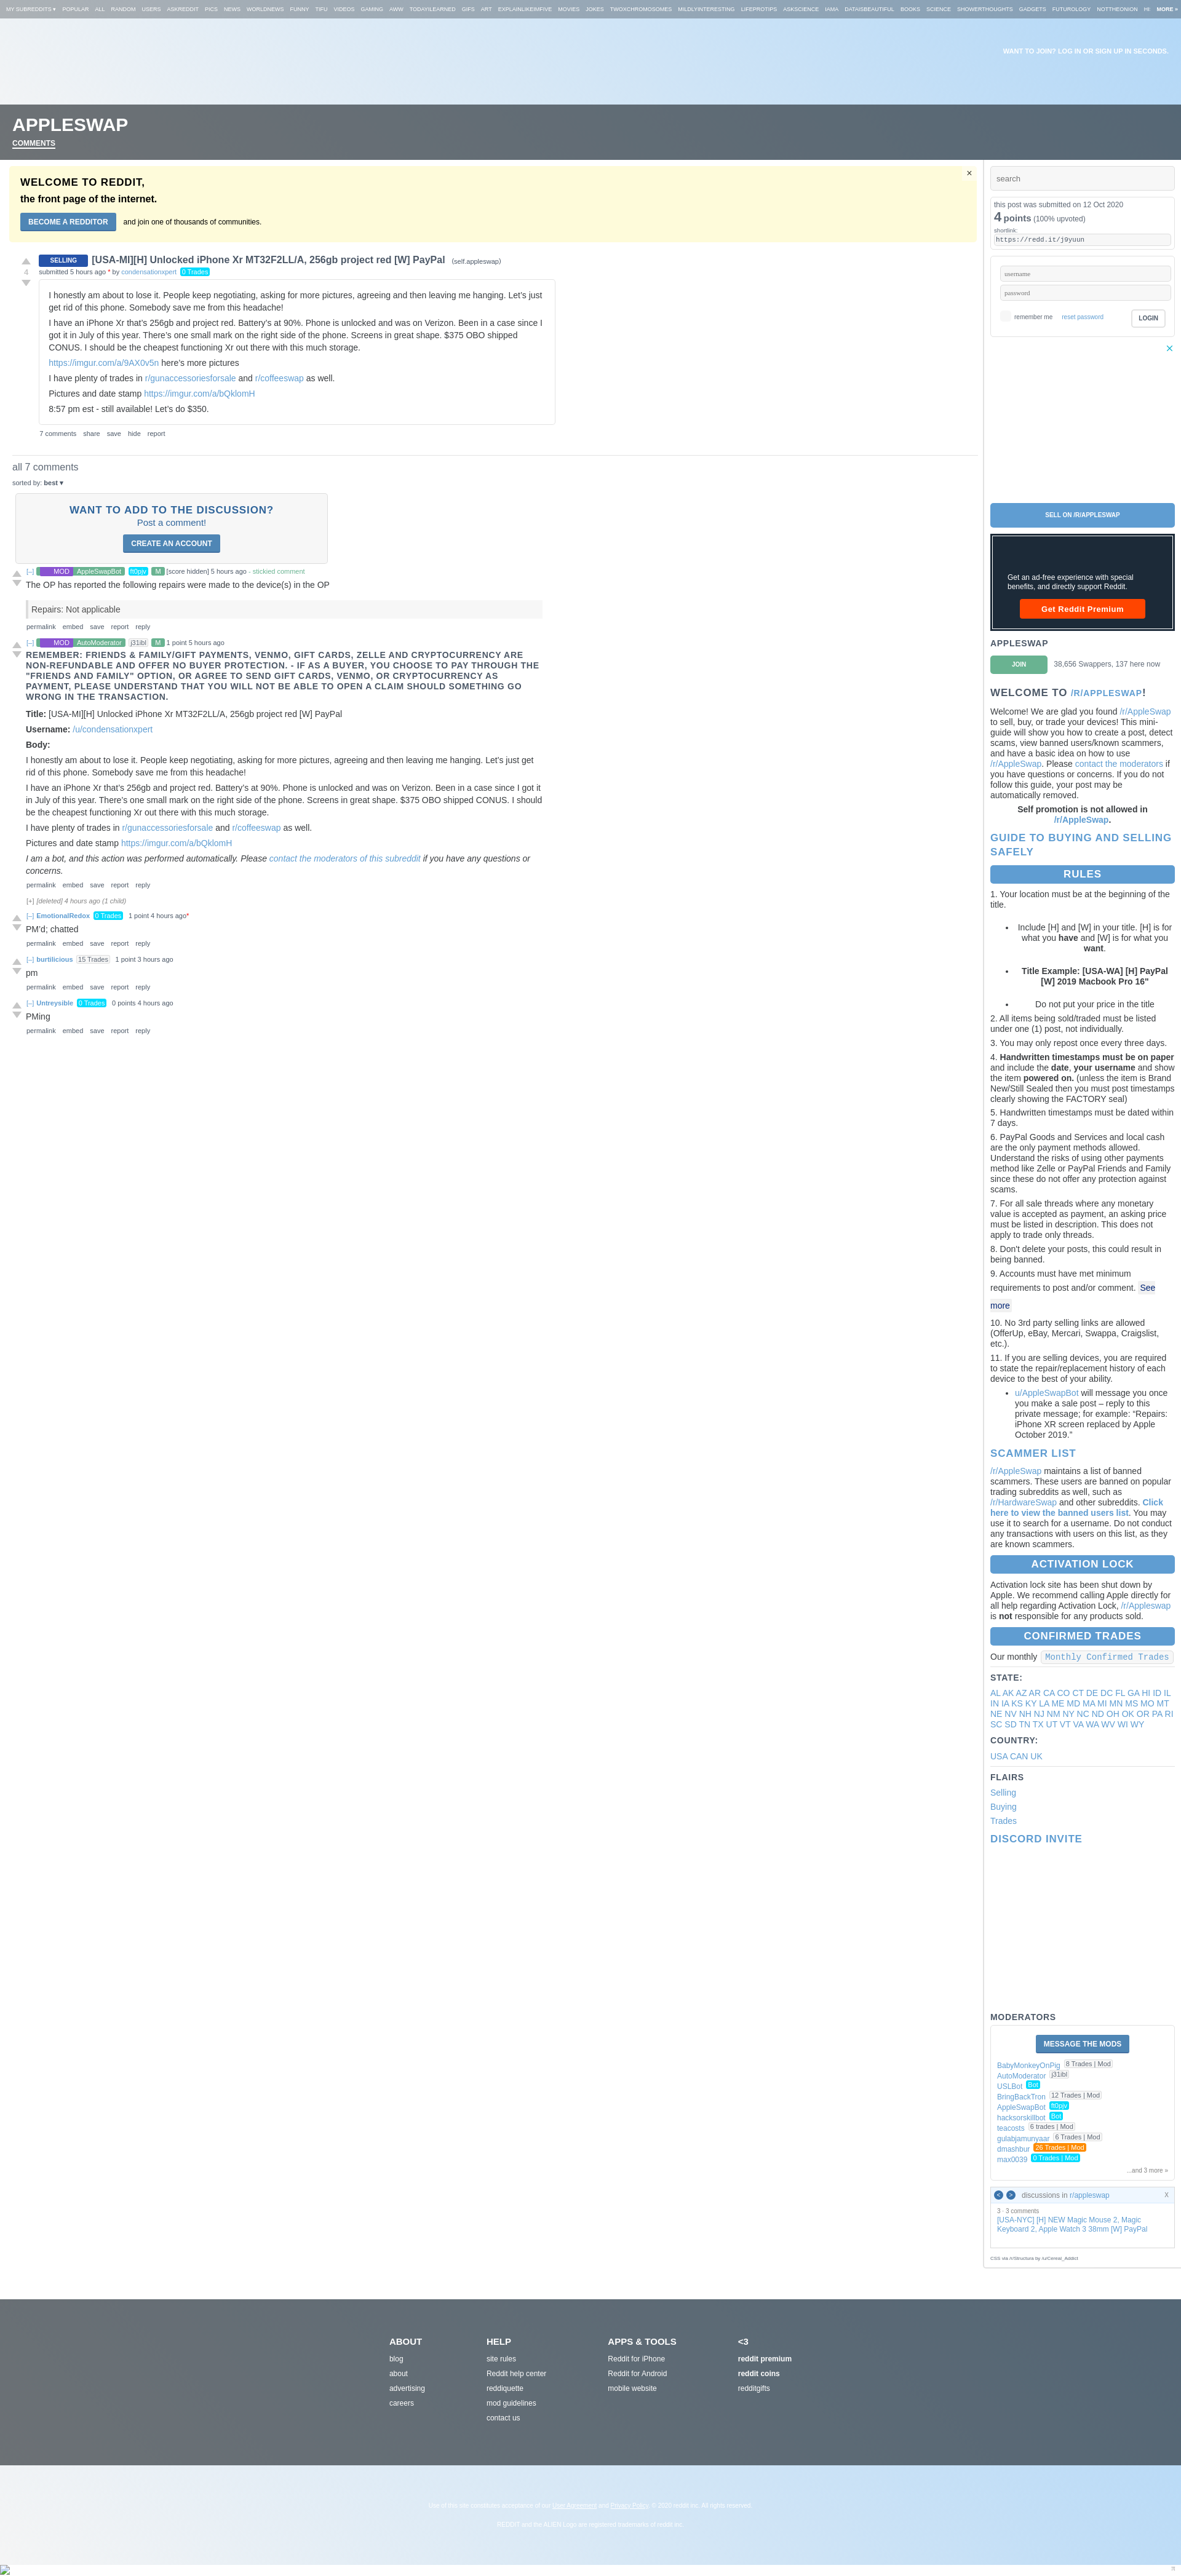 MY SUBREDDITS ▾ POPULAR ALL RANDOM USERS ASKREDDIT PICS NEWS WORLDNEWS FUNNY TIFU VIDEOS GAMING AWW TODAYILEARNED GIFS ART EXPLAINLIKEIMFIVE MOVIES JOKES TWOXCHROMOSOMES MILDLYINTERESTING LIFEPROTIPS ASKSCIENCE IAMA DATAISBEAUTIFUL BOOKS SCIENCE SHOWERTHOUGHTS GADGETS FUTUROLOGY NOTTHEONION HI MORE »
WANT TO JOIN? LOG IN OR SIGN UP IN SECONDS.
APPLESWAP
COMMENTS
WELCOME TO REDDIT,
the front page of the internet.
BECOME A REDDITOR and join one of thousands of communities.
×
4
SELLING [USA-MI][H] Unlocked iPhone Xr MT32F2LL/A, 256gb project red [W] PayPal (self.appleswap)
submitted 5 hours ago * by condensationxpert 0 Trades
I honestly am about to lose it. People keep negotiating, asking for more pictures, agreeing and then leaving me hanging. Let's just
get rid of this phone. Somebody save me from this headache!
I have an iPhone Xr that's 256gb and project red. Battery's at 90%. Phone is unlocked and was on Verizon. Been in a case since I
got it in July of this year. There's one small mark on the right side of the phone. Screens in great shape. $375 OBO shipped
CONUS. I should be the cheapest functioning Xr out there with this much storage.
https://imgur.com/a/9AX0v5n here's more pictures
I have plenty of trades in r/gunaccessoriesforsale and r/coffeeswap as well.
Pictures and date stamp https://imgur.com/a/bQklomH
8:57 pm est - still available! Let's do $350.
7 comments share save hide report
all 7 comments
sorted by: best ▾
WANT TO ADD TO THE DISCUSSION?
Post a comment!
CREATE AN ACCOUNT
[–] MOD AppleSwapBot ft0pjv M [score hidden] 5 hours ago - stickied comment
The OP has reported the following repairs were made to the device(s) in the OP
Repairs: Not applicable
permalink embed save report reply
[–] MOD AutoModerator j31ibl M 1 point 5 hours ago
REMEMBER: FRIENDS & FAMILY/GIFT PAYMENTS, VENMO, GIFT CARDS, ZELLE AND CRYPTOCURRENCY ARE
NON-REFUNDABLE AND OFFER NO BUYER PROTECTION. - IF AS A BUYER, YOU CHOOSE TO PAY THROUGH THE
"FRIENDS AND FAMILY" OPTION, OR AGREE TO SEND GIFT CARDS, VENMO, OR CRYPTOCURRENCY AS
PAYMENT, PLEASE UNDERSTAND THAT YOU WILL NOT BE ABLE TO OPEN A CLAIM SHOULD SOMETHING GO
WRONG IN THE TRANSACTION.
Title: [USA-MI][H] Unlocked iPhone Xr MT32F2LL/A, 256gb project red [W] PayPal
Username: /u/condensationxpert
Body:
I honestly am about to lose it. People keep negotiating, asking for more pictures, agreeing and then leaving me hanging. Let's just get
rid of this phone. Somebody save me from this headache!
I have an iPhone Xr that's 256gb and project red. Battery's at 90%. Phone is unlocked and was on Verizon. Been in a case since I got it
in July of this year. There's one small mark on the right side of the phone. Screens in great shape. $375 OBO shipped CONUS. I should
be the cheapest functioning Xr out there with this much storage.
I have plenty of trades in r/gunaccessoriesforsale and r/coffeeswap as well.
Pictures and date stamp https://imgur.com/a/bQklomH
I am a bot, and this action was performed automatically. Please contact the moderators of this subreddit if you have any questions or
concerns.
permalink embed save report reply
[+] [deleted] 4 hours ago (1 child)
[–] EmotionalRedox 0 Trades 1 point 4 hours ago*
PM'd; chatted
permalink embed save report reply
[–] burtilicious 15 Trades 1 point 3 hours ago
pm
permalink embed save report reply
[–] Untreysible 0 Trades 0 points 4 hours ago
PMing
permalink embed save report reply
search
this post was submitted on 12 Oct 2020
4 points (100% upvoted)
shortlink:
https://redd.it/j9yuun
username
password
remember me reset password LOGIN
×
SELL ON /R/APPLESWAP
Get an ad-free experience with special
benefits, and directly support Reddit.
Get Reddit Premium
APPLESWAP
JOIN 38,656 Swappers, 137 here now
WELCOME TO /R/APPLESWAP!
Welcome! We are glad you found /r/AppleSwap
to sell, buy, or trade your devices! This mini-
guide will show you how to create a post, detect
scams, view banned users/known scammers,
and have a basic idea on how to use
/r/AppleSwap. Please contact the moderators if
you have questions or concerns. If you do not
follow this guide, your post may be
automatically removed.
Self promotion is not allowed in
/r/AppleSwap.
GUIDE TO BUYING AND SELLING
SAFELY
RULES
1. Your location must be at the beginning of the
title.
• Include [H] and [W] in your title. [H] is for
what you have and [W] is for what you
want.
• Title Example: [USA-WA] [H] PayPal
[W] 2019 Macbook Pro 16"
• Do not put your price in the title
2. All items being sold/traded must be listed
under one (1) post, not individually.
3. You may only repost once every three days.
4. Handwritten timestamps must be on paper
and include the date, your username and show
the item powered on. (unless the item is Brand
New/Still Sealed then you must post timestamps
clearly showing the FACTORY seal)
5. Handwritten timestamps must be dated within
7 days.
6. PayPal Goods and Services and local cash
are the only payment methods allowed.
Understand the risks of using other payments
method like Zelle or PayPal Friends and Family
since these do not offer any protection against
scams.
7. For all sale threads where any monetary
value is accepted as payment, an asking price
must be listed in description. This does not
apply to trade only threads.
8. Don't delete your posts, this could result in
being banned.
9. Accounts must have met minimum
requirements to post and/or comment. See
more
10. No 3rd party selling links are allowed
(OfferUp, eBay, Mercari, Swappa, Craigslist,
etc.).
11. If you are selling devices, you are required
to state the repair/replacement history of each
device to the best of your ability.
• u/AppleSwapBot will message you once
you make a sale post – reply to this
private message; for example: “Repairs:
iPhone XR screen replaced by Apple
October 2019.”
SCAMMER LIST
/r/AppleSwap maintains a list of banned
scammers. These users are banned on popular
trading subreddits as well, such as
/r/HardwareSwap and other subreddits. Click
here to view the banned users list. You may
use it to search for a username. Do not conduct
any transactions with users on this list, as they
are known scammers.
ACTIVATION LOCK
Activation lock site has been shut down by
Apple. We recommend calling Apple directly for
all help regarding Activation Lock, /r/Appleswap
is not responsible for any products sold.
CONFIRMED TRADES
Our monthly Monthly Confirmed Trades
STATE:
AL AK AZ AR CA CO CT DE DC FL GA HI ID IL
IN IA KS KY LA ME MD MA MI MN MS MO MT
NE NV NH NJ NM NY NC ND OH OK OR PA RI
SC SD TN TX UT VT VA WA WV WI WY
COUNTRY:
USA CAN UK
FLAIRS
Selling
Buying
Trades
DISCORD INVITE
MODERATORS
MESSAGE THE MODS
BabyMonkeyOnPig 8 Trades | Mod
AutoModerator j31ibl
USLBot Bot
BringBackTron 12 Trades | Mod
AppleSwapBot ft0pjv
hacksorskillbot Bot
teacosts 6 trades | Mod
gulabjamunyaar 6 Trades | Mod
dmashbur 26 Trades | Mod
max0039 0 Trades | Mod
...and 3 more »
< > discussions in r/appleswap X
3 · 3 comments
[USA-NYC] [H] NEW Magic Mouse 2, Magic
Keyboard 2, Apple Watch 3 38mm [W] PayPal
CSS via /r/Structura by /u/Cereal_Addict
ABOUT
blog
about
advertising
careers
HELP
site rules
Reddit help center
reddiquette
mod guidelines
contact us
APPS & TOOLS
Reddit for iPhone
Reddit for Android
mobile website
<3
reddit premium
reddit coins
redditgifts
Use of this site constitutes acceptance of our User Agreement and Privacy Policy. © 2020 reddit inc. All rights reserved.
REDDIT and the ALIEN Logo are registered trademarks of reddit inc.
π